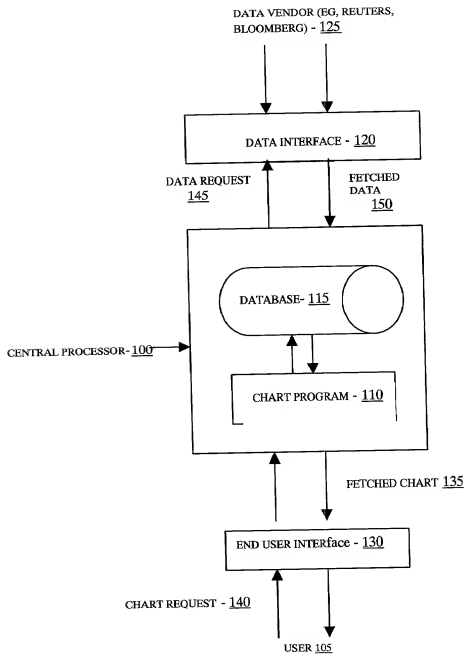 DATA VENDOR (EG, REUTERS,
BLOOMBERG) - 125
DATA INTERFACE - 120
DATA REQUEST
145
FETCHED
DATA
150
DATABASE- 115
CENTRAL PROCESSOR- 100
CHART PROGRAM - 110
FETCHED CHART 135
END USER INTERface - 130
CHART REQUEST - 140
USER 105